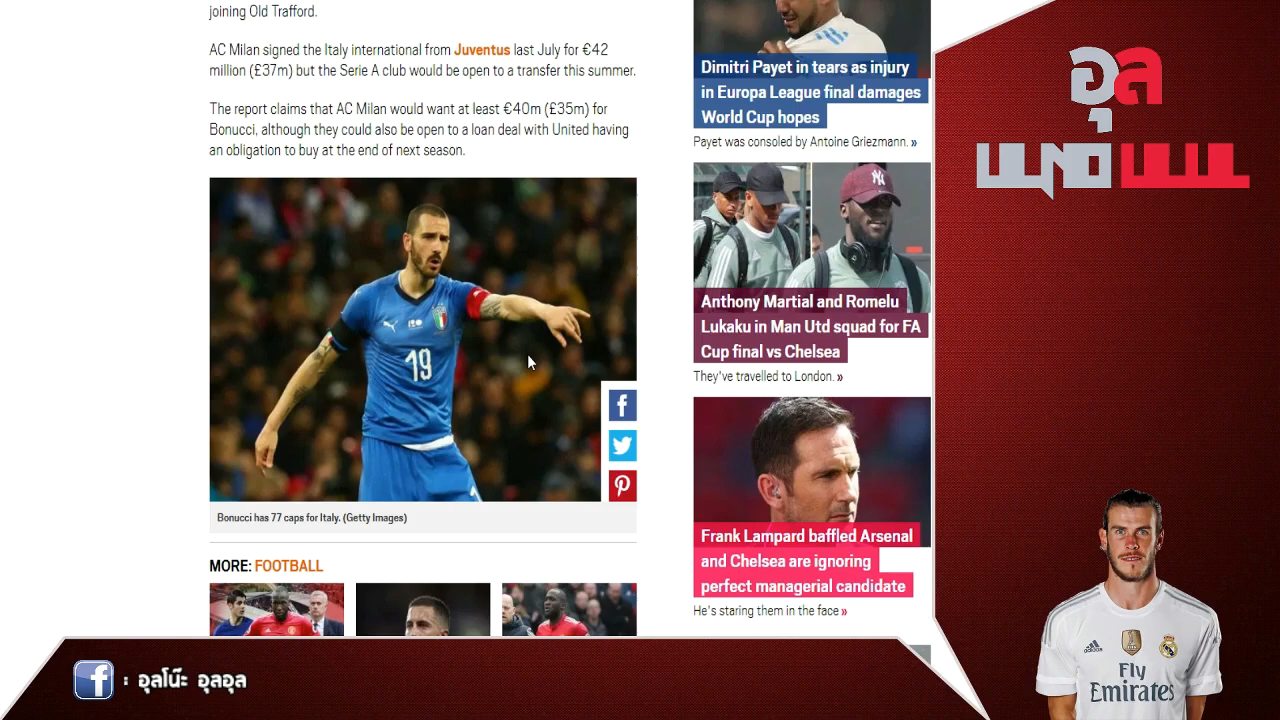 joining Old Trafford.
AC Milan signed the Italy international from Juventus last July for €42
million (£37m) but the Serie A club would be open to a transfer this summer.
The report claims that AC Milan would want at least €40m (£35m) for
Bonucci, although they could also be open to a loan deal with United having
an obligation to buy at the end of next season.
19
Bonucci has 77 caps for Italy. (Getty Images)
MORE: FOOTBALL
Dimitri Payet in tears as injury
in Europa League final damages
World Cup hopes
Payet was consoled by Antoine Griezmann. »
Anthony Martial and Romelu
Lukaku in Man Utd squad for FA
Cup final vs Chelsea
They've travelled to London. »
Frank Lampard baffled Arsenal
and Chelsea are ignoring
perfect managerial candidate
He's staring them in the face »
อุล
adidas
Fly
Emirates
: อุลโน๊ะ อุลอุล